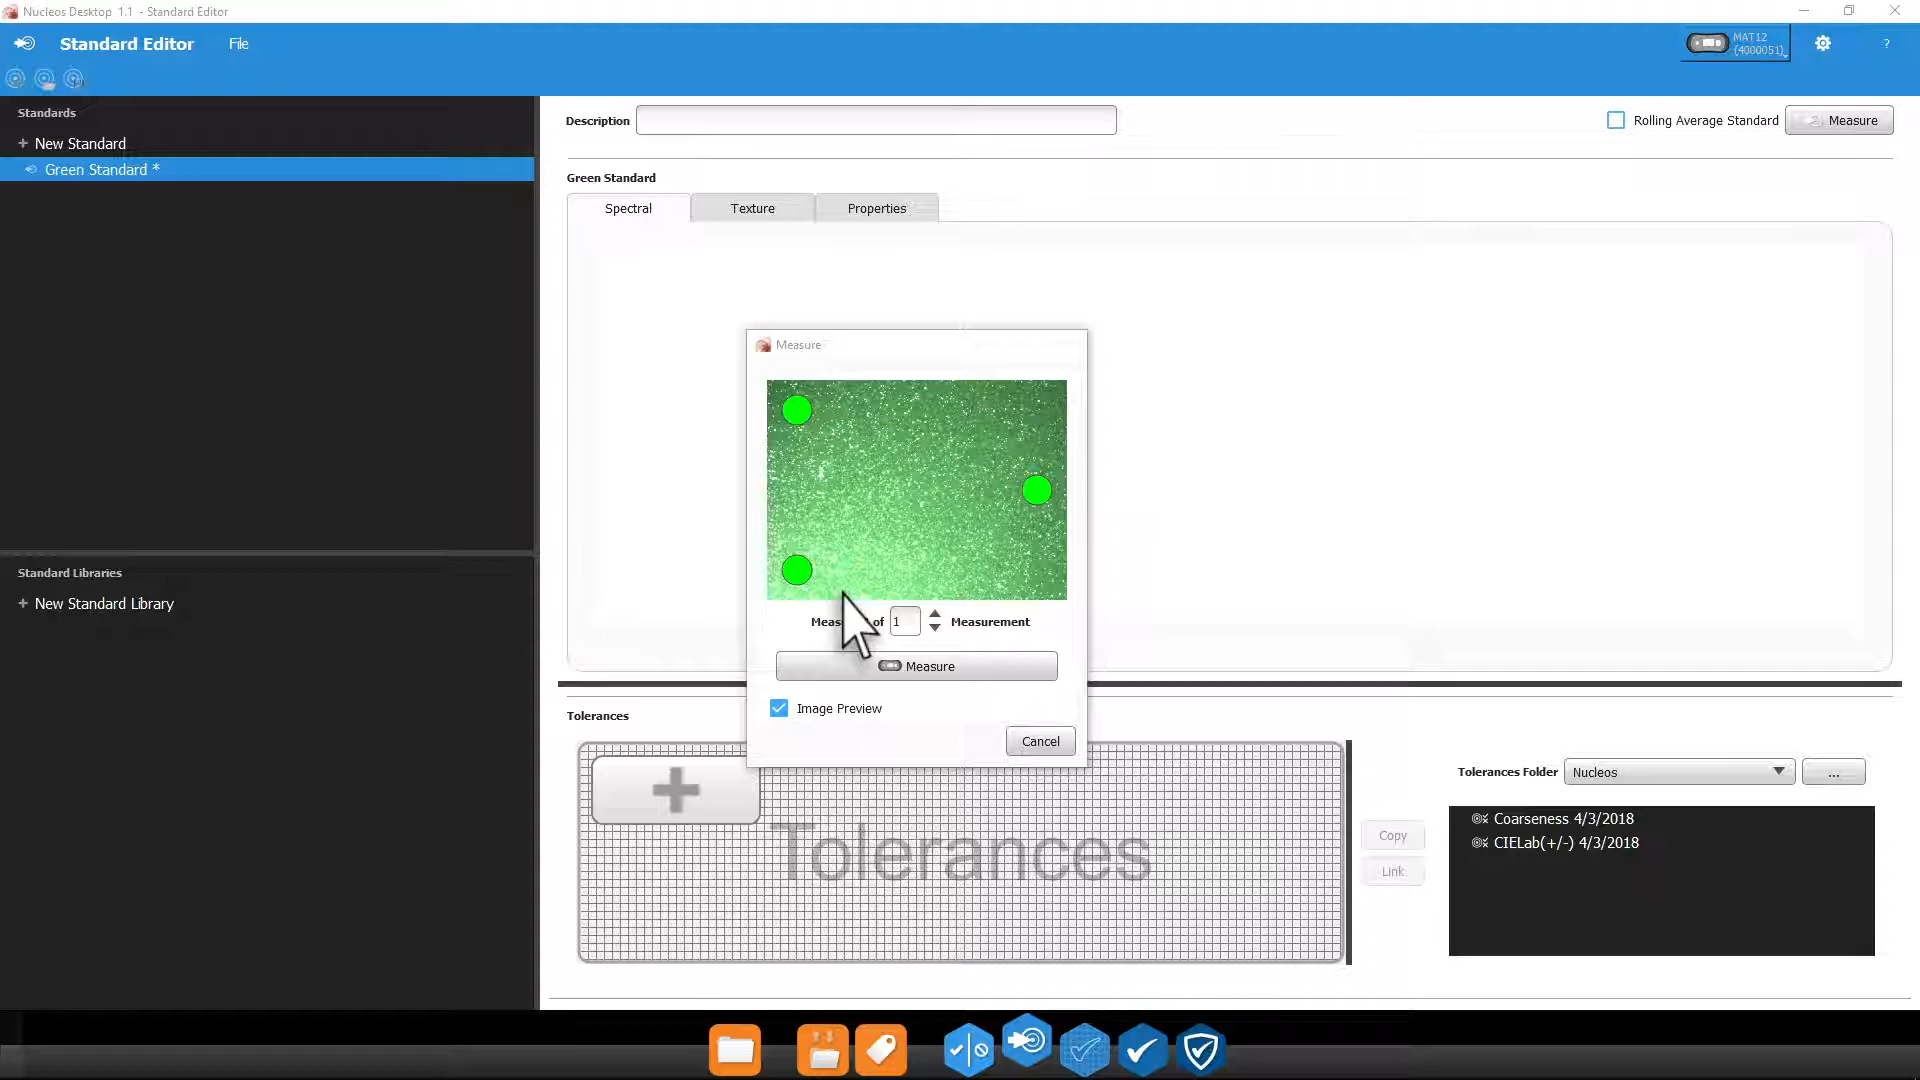 Nucleos Desktop 1.1 - Standard Editor
Standard Editor
File
MAT12
(4000051)
?
Standards
+ New Standard
Green Standard *
Standard Libraries
+ New Standard Library
Description
Rolling Average Standard
Measure
Green Standard
Spectral
Texture
Properties
Measure
of
1
Measurement
Measure
Image Preview
Cancel
Tolerances
Tolerances
Copy
Link
Tolerances Folder
Nucleos
...
Coarseness 4/3/2018
CIELab(+/-) 4/3/2018